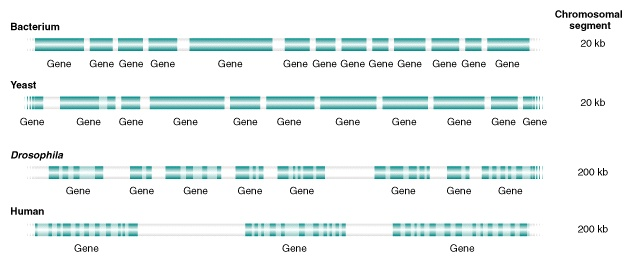 Chromosomal
segment
Bacterium
20 kb
Gene Gene Gene Gene Gene Gene Gene Gene Gene Gene Gene Gene Gene
Yeast
20 kb
Gene Gene Gene Gene Gene Gene Gene Gene Gene Gene Gene
Drosophila
200 kb
Gene Gene Gene Gene Gene Gene Gene Gene
Human
200 kb
Gene Gene Gene